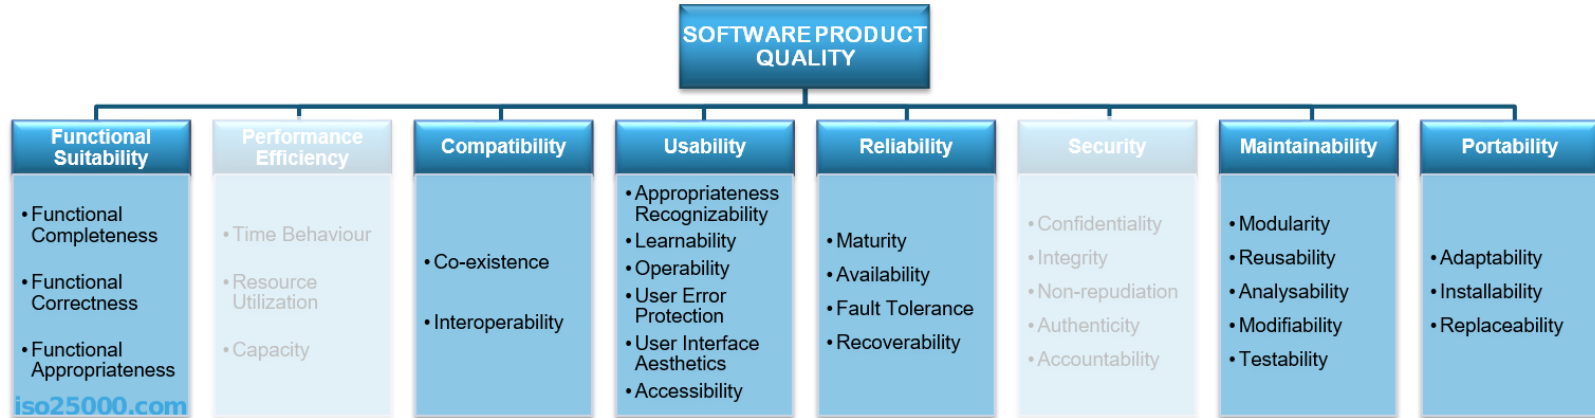 SOFTWARE PRODUCT
QUALITY
Functional
Suitability
• Functional
Completeness
• Functional
Correctness
• Functional
Appropriateness
Performance
Efficiency
• Time Behaviour
• Resource
Utilization
• Capacity
Compatibility
• Co-existence
• Interoperability
Usability
• Appropriateness
Recognizability
• Learnability
• Operability
• User Error
Protection
• User Interface
Aesthetics
• Accessibility
Reliability
• Maturity
• Availability
• Fault Tolerance
• Recoverability
Security
• Confidentiality
• Integrity
• Non-repudiation
• Authenticity
• Accountability
Maintainability
• Modularity
• Reusability
• Analysability
• Modifiability
• Testability
Portability
• Adaptability
• Installability
• Replaceability
iso25000.com